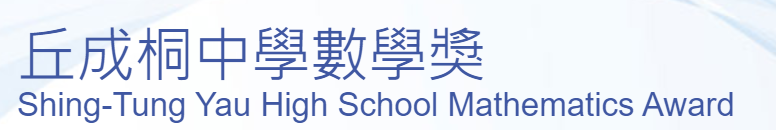 丘成桐中學數學獎
Shing-Tung Yau High School Mathematics Award